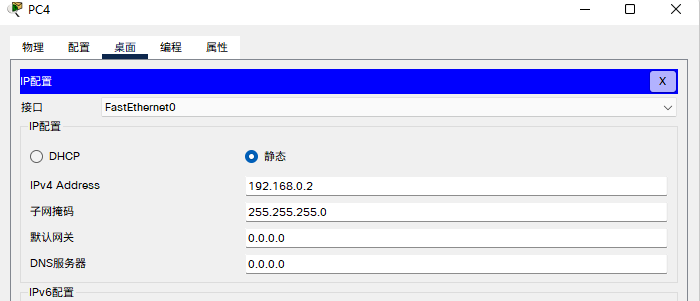 PC4
物理 配置 桌面 编程 属性
IP配置 X
接口 FastEthernet0
IP配置
DHCP 静态
IPv4 Address 192.168.0.2
子网掩码 255.255.255.0
默认网关 0.0.0.0
DNS服务器 0.0.0.0
IPv6配置